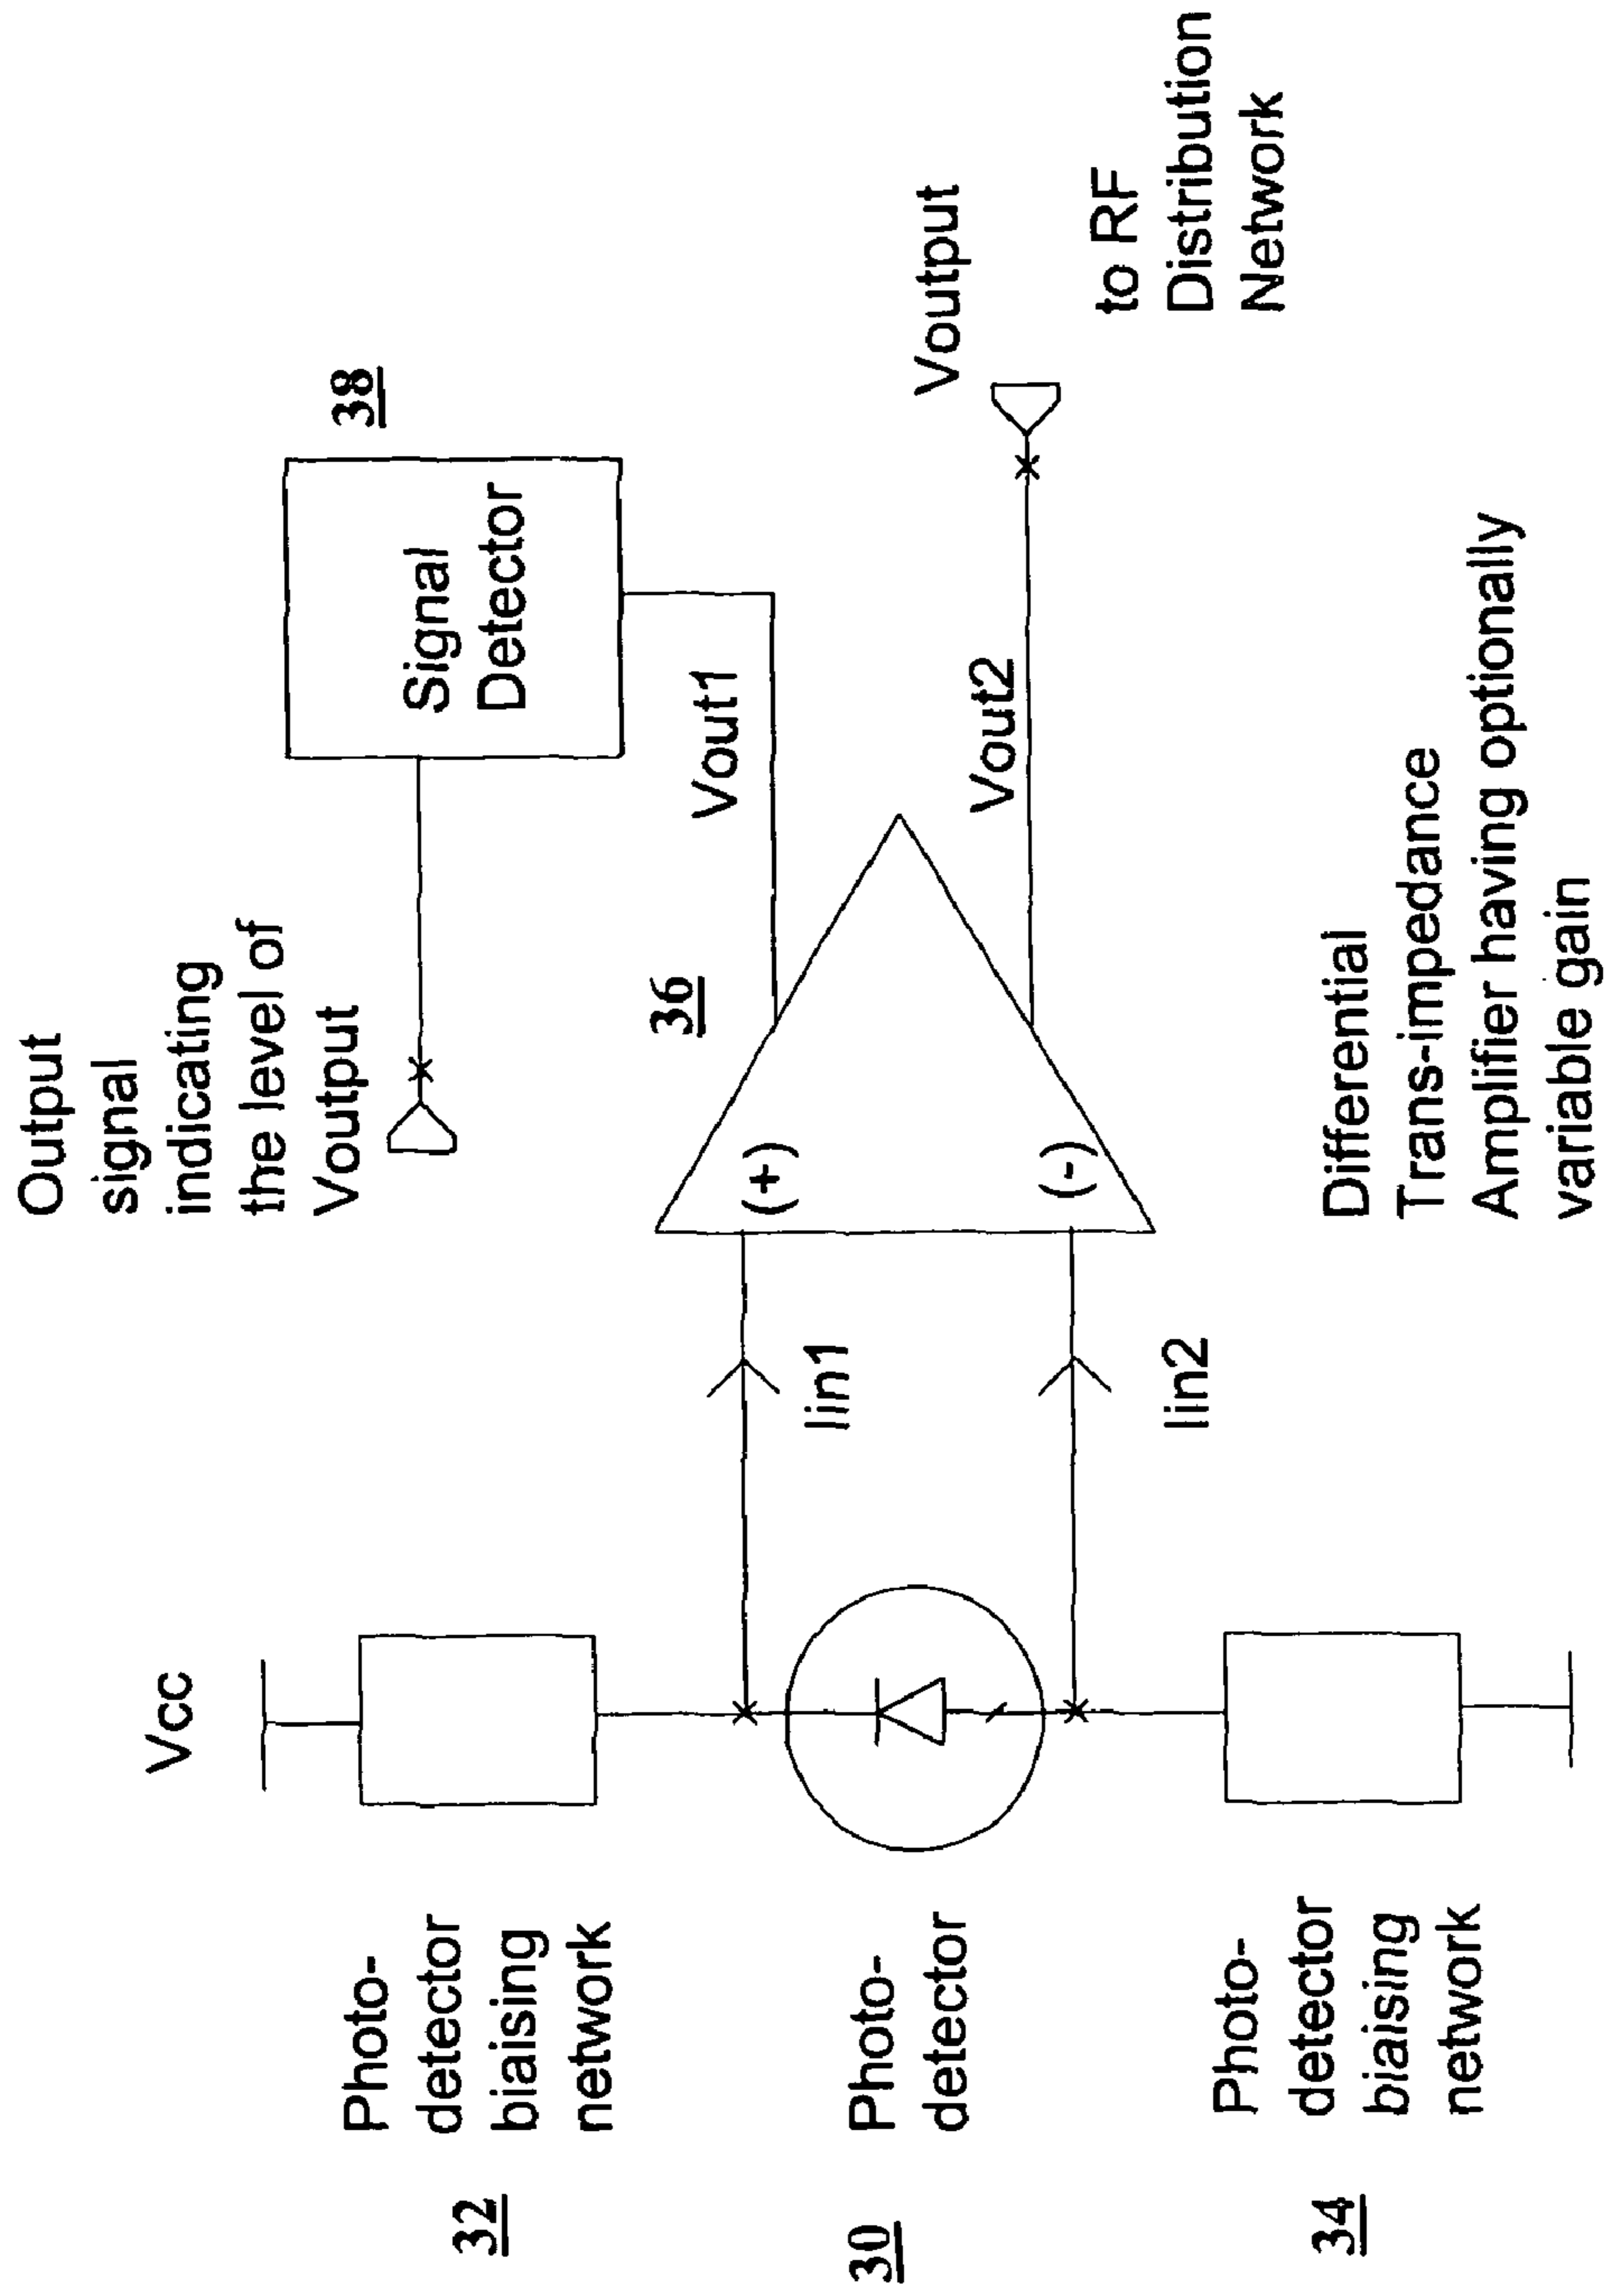 Output
signal
indicating
the level of
Voutput
38
Signal
Detector
Vcc
36
Vout1
Voutput
32
Photo-
detector
biaising
network
(+)
Iin1
30
Photo-
detector
Vout2
to RF
Distribution
Network
(-)
Iin2
34
Photo-
detector
biaising
network
Differential
Trans-impedance
Amplifier having optionally
variable gain